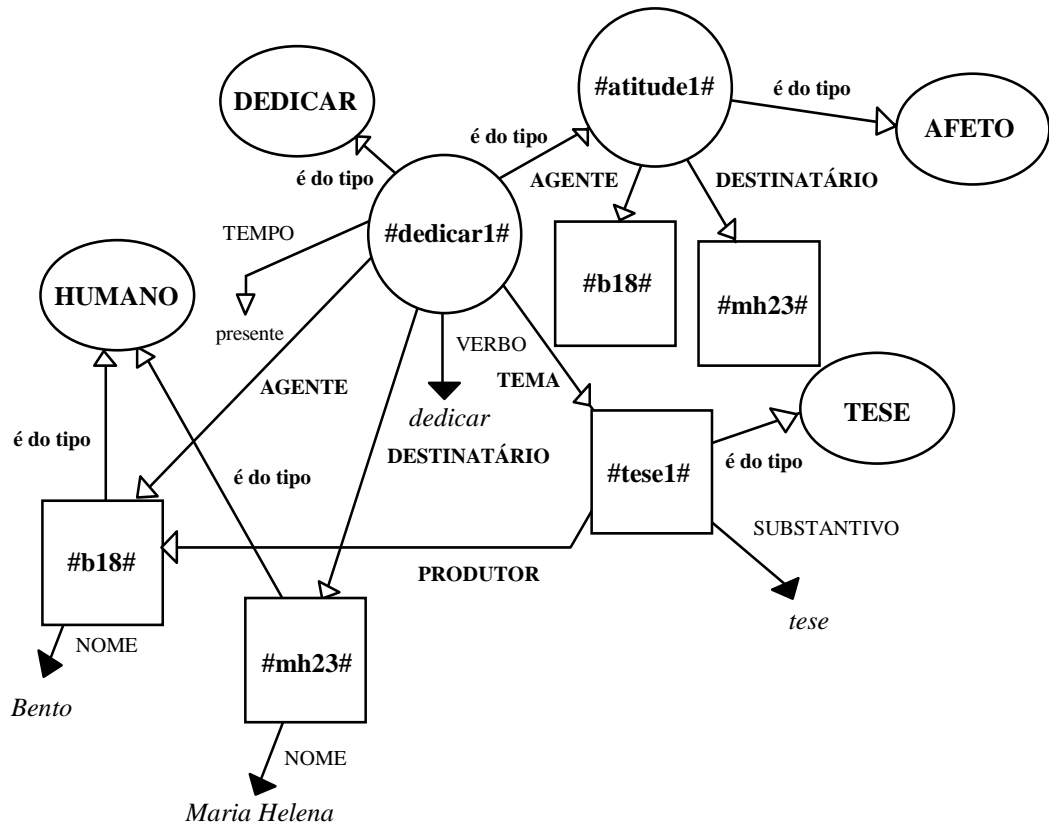 DEDICAR
#atitude1#
é do tipo
AFETO
é do tipo
é do tipo
AGENTE
DESTINATÁRIO
TEMPO
#dedicar1#
#b18#
#mh23#
HUMANO
presente
VERBO
TEMA
AGENTE
dedicar
TESE
é do tipo
DESTINATÁRIO
é do tipo
é do tipo
#tese1#
SUBSTANTIVO
#b18#
PRODUTOR
tese
NOME
#mh23#
Bento
NOME
Maria Helena